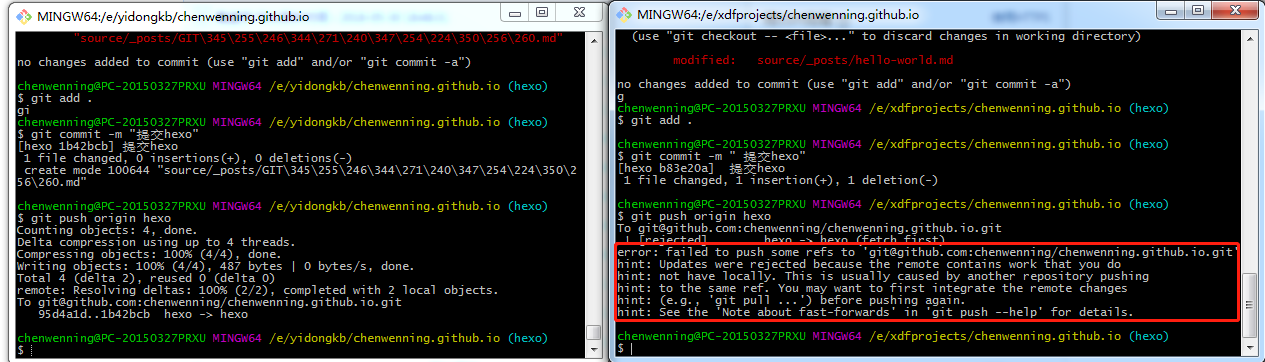 MINGW64:/e/yidongkb/chenwenning.github.io
"source/_posts/GIT\345\255\246\344\271\240\347\254\224\350\256\260.md"
no changes added to commit (use "git add" and/or "git commit -a")
chenwenning@PC-20150327PRXU MINGW64 /e/yidongkb/chenwenning.github.io (hexo)
$ git add .
gi
chenwenning@PC-20150327PRXU MINGW64 /e/yidongkb/chenwenning.github.io (hexo)
$ git commit -m "提交hexo"
[hexo 1b42bcb] 提交hexo
1 file changed, 0 insertions(+), 0 deletions(-)
create mode 100644 "source/_posts/GIT\345\255\246\344\271\240\347\254\224\350\2
56\260.md"
chenwenning@PC-20150327PRXU MINGW64 /e/yidongkb/chenwenning.github.io (hexo)
$ git push origin hexo
Counting objects: 4, done.
Delta compression using up to 4 threads.
Compressing objects: 100% (4/4), done.
Writing objects: 100% (4/4), 487 bytes | 0 bytes/s, done.
Total 4 (delta 2), reused 0 (delta 0)
remote: Resolving deltas: 100% (2/2), completed with 2 local objects.
To git@github.com:chenwenning/chenwenning.github.io.git
95d4a1d..1b42bcb hexo -> hexo
chenwenning@PC-20150327PRXU MINGW64 /e/yidongkb/chenwenning.github.io (hexo)
$
MINGW64:/e/xdfprojects/chenwenning.github.io
(use "git checkout -- <file>..." to discard changes in working directory)
modified: source/_posts/hello-world.md
no changes added to commit (use "git add" and/or "git commit -a")
g
chenwenning@PC-20150327PRXU MINGW64 /e/xdfprojects/chenwenning.github.io (hexo)
$ git add .
chenwenning@PC-20150327PRXU MINGW64 /e/xdfprojects/chenwenning.github.io (hexo)
$ git commit -m " 提交hexo"
[hexo b83e20a] 提交hexo
1 file changed, 1 insertion(+), 1 deletion(-)
chenwenning@PC-20150327PRXU MINGW64 /e/xdfprojects/chenwenning.github.io (hexo)
$ git push origin hexo
To git@github.com:chenwenning/chenwenning.github.io.git
! [rejected] hexo -> hexo (fetch first)
error: failed to push some refs to 'git@github.com:chenwenning/chenwenning.github.io.git'
hint: Updates were rejected because the remote contains work that you do
hint: not have locally. This is usually caused by another repository pushing
hint: to the same ref. You may want to first integrate the remote changes
hint: (e.g., 'git pull ...') before pushing again.
hint: See the 'Note about fast-forwards' in 'git push --help' for details.
chenwenning@PC-20150327PRXU MINGW64 /e/xdfprojects/chenwenning.github.io (hexo)
$